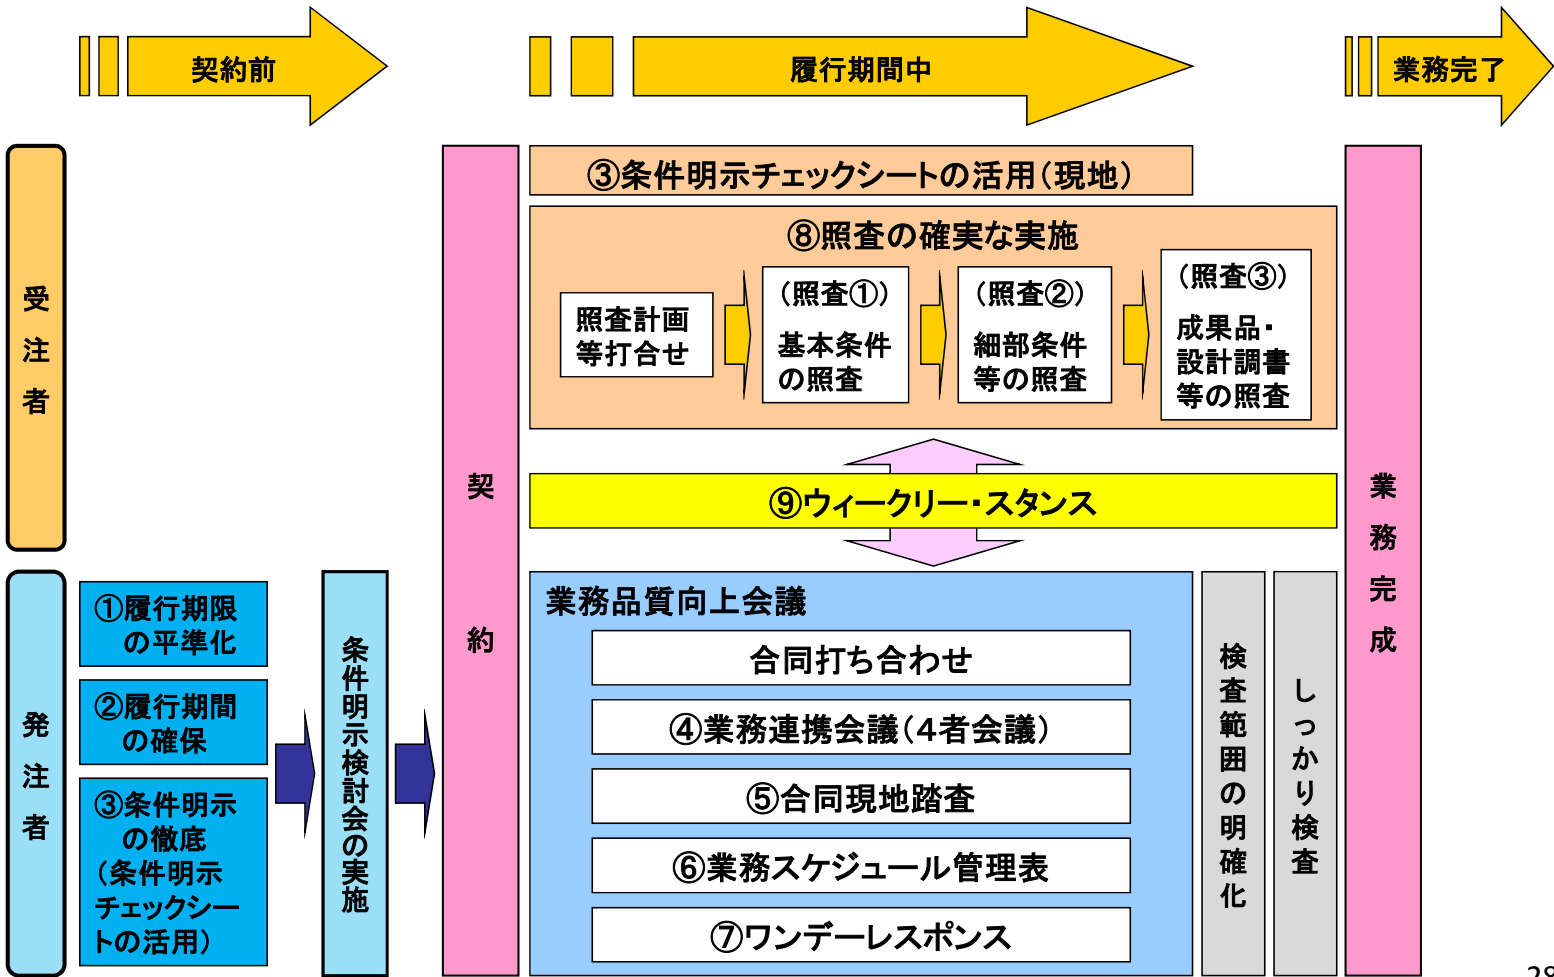 契約前
履行期間中
業務完了
受注者
発注者
①履行期限
の平準化
②履行期間
の確保
③条件明示
の徹底
（条件明示
チェックシー
トの活用）
条件明示検討会の実施
契約
③条件明示チェックシートの活用（現地）
⑧照査の確実な実施
照査計画
等打合せ
（照査①）
基本条件
の照査
（照査②）
細部条件
等の照査
（照査③）
成果品・
設計調書
等の照査
⑨ウィークリー・スタンス
業務品質向上会議
合同打ち合わせ
④業務連携会議（４者会議）
⑤合同現地踏査
⑥業務スケジュール管理表
⑦ワンデーレスポンス
検査範囲の明確化
しっかり検査
業務完成